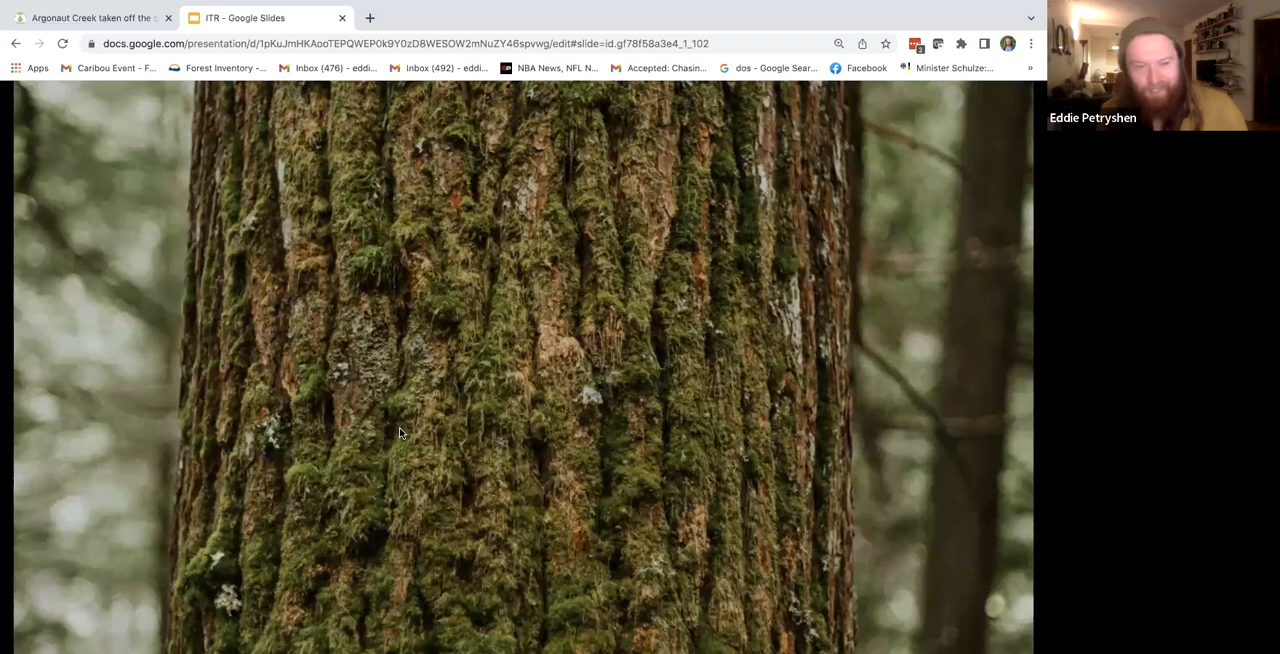 Argonaut Creek taken off the c
ITR - Google Slides
docs.google.com/presentation/d/1pKuJmHKAooTEPQWEP0k9Y0zD8WESOW2mNuZY46spvwg/edit#slide=id.gf78f58a3e4_1_102
Apps Caribou Event - F... Forest Inventory -... Inbox (476) - eddi... Inbox (492) - eddi... NBA News, NFL N... Accepted: Chasin... dos - Google Sear... Facebook Minister Schulze:... »
Eddie Petryshen